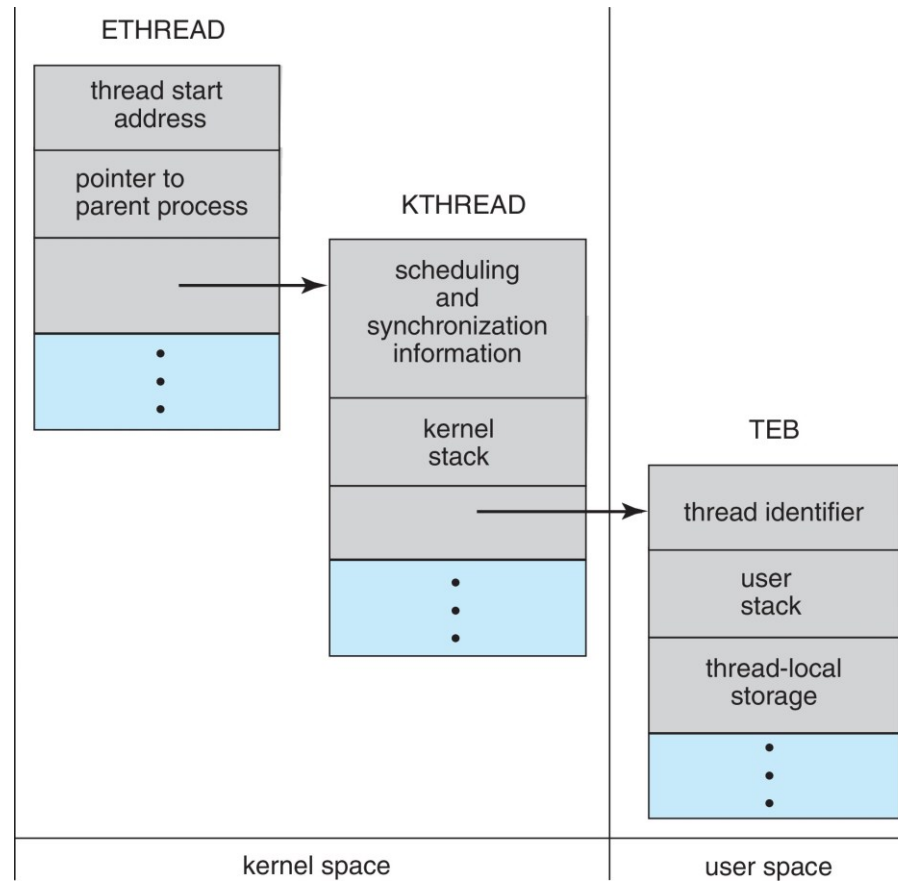 ETHREAD
thread start
address
pointer to
parent process
KTHREAD
scheduling
and
synchronization
information
kernel
stack
TEB
thread identifier
user
stack
thread-local
storage
kernel space
user space